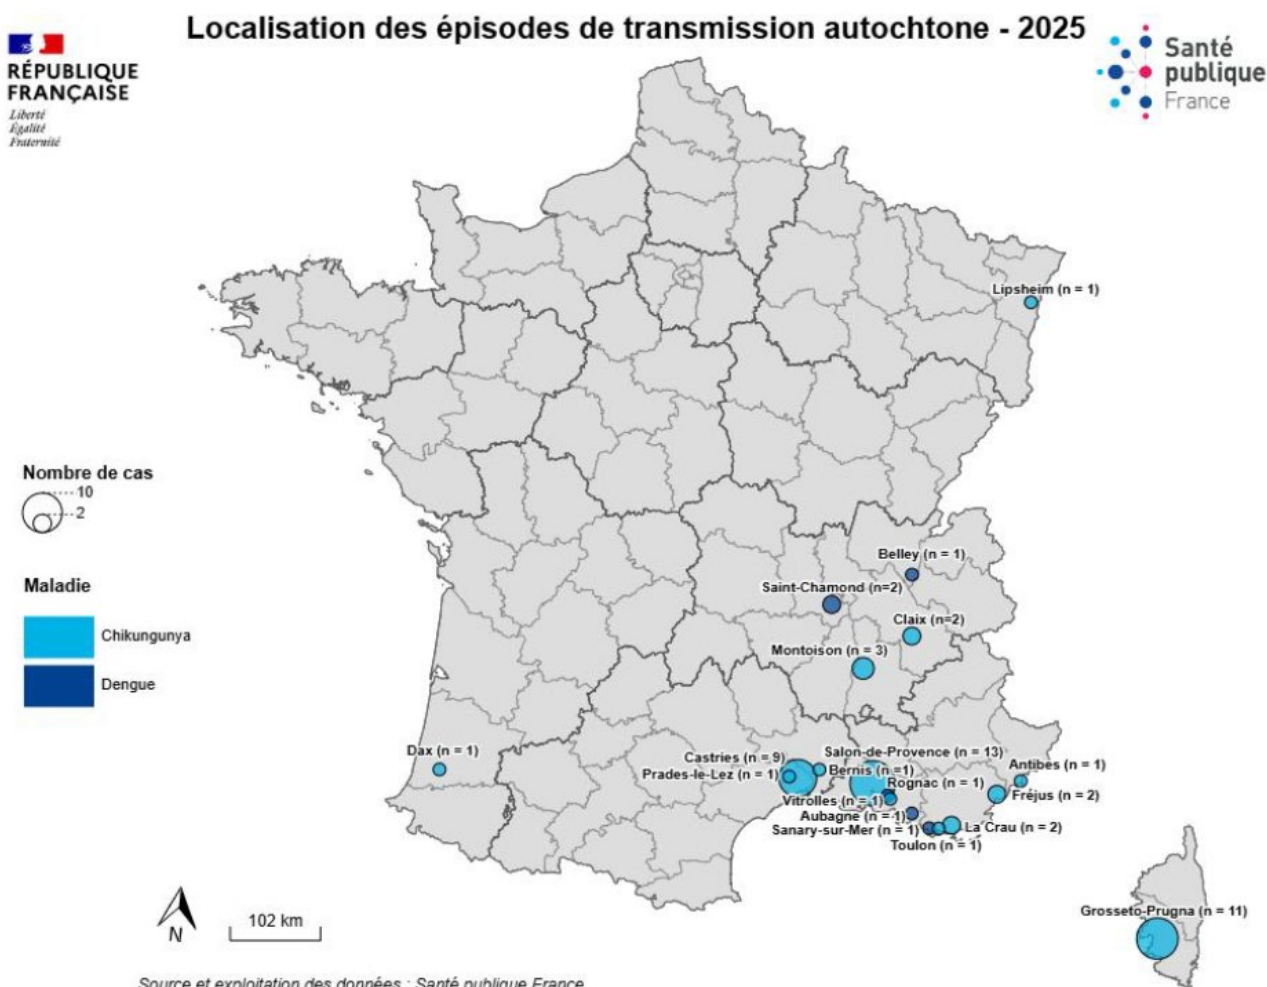 Localisation des épisodes de transmission autochtone - 2025
RÉPUBLIQUE
FRANÇAISE
Liberté
Égalité
Fraternité
Santé
publique
France
Lipsheim (n = 1)
Nombre de cas
10
2
Maladie
Chikungunya
Dengue
Belley (n = 1)
Saint-Chamond (n=2)
Claix (n=2)
Montoison (n = 3)
Dax (n = 1)
Castries (n = 9)
Prades-le-Lez (n = 1)
Salon-de-Provence (n = 13)
Bernis (n =1)
Rognac (n = 1)
Antibes (n = 1)
Fréjus (n = 2)
Vitrolles (n = 1)
Aubagne (n = 1)
Sanary-sur-Mer (n = 1)
La Crau (n = 2)
Toulon (n = 1)
Grosseto-Prugna (n = 11)
N
102 km
Source et exploitation des données : Santé publique France